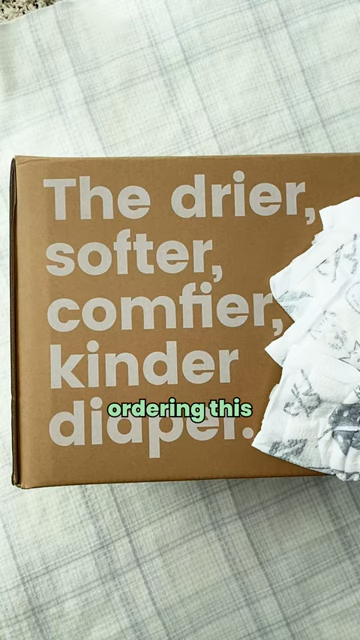 The drier,
softer,
comfier,
kinder
diaper.
ordering this